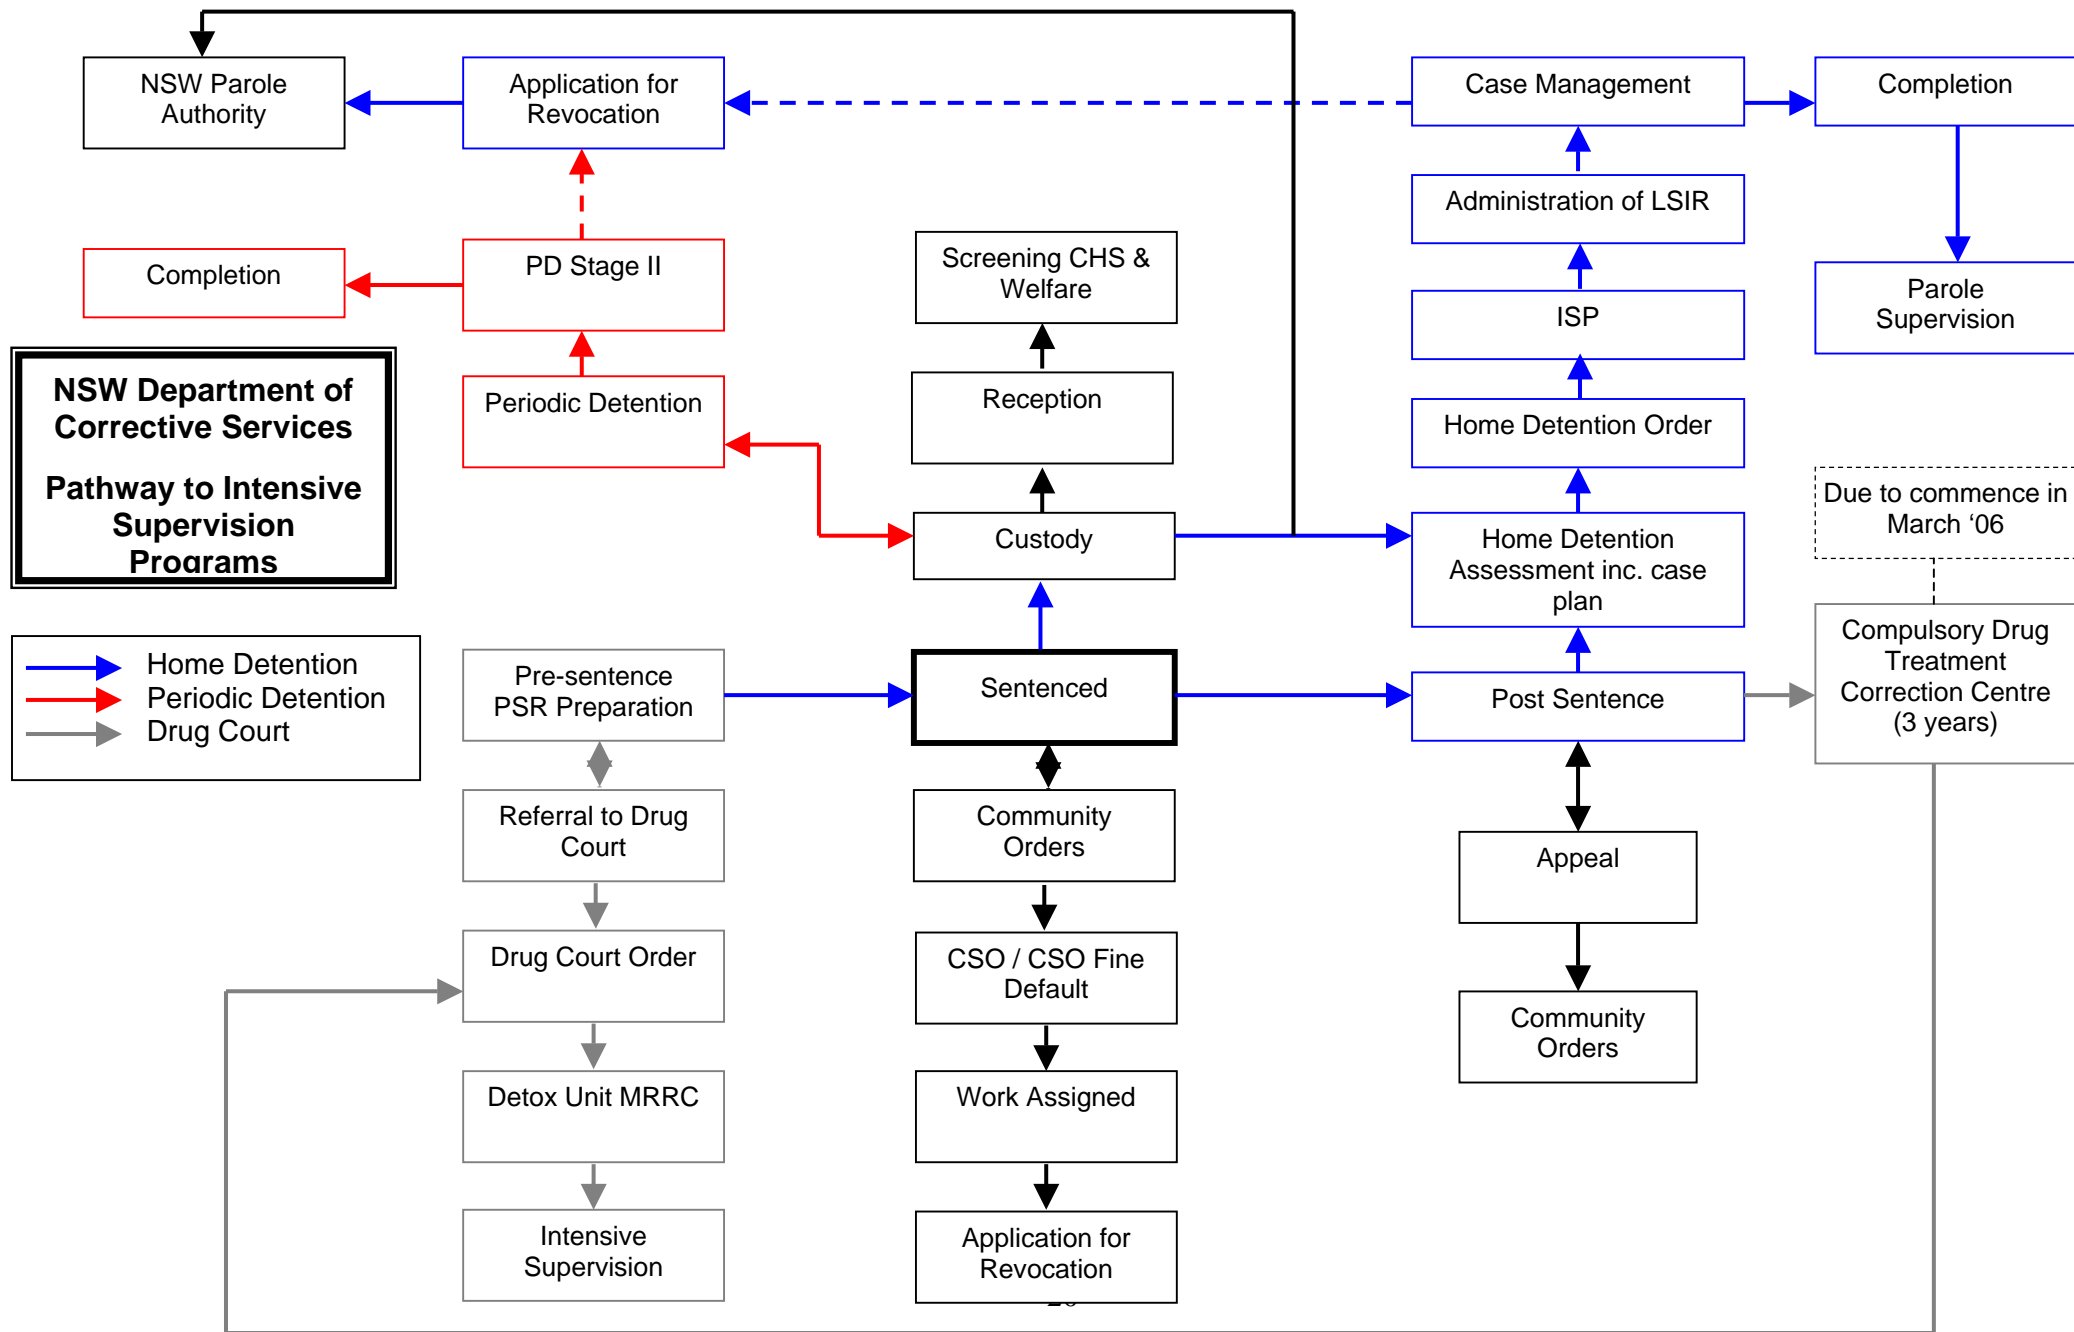 NSW Parole
Authority
Application for
Revocation
Case Management
Completion
Administration of LSIR
Completion
PD Stage II
Screening CHS &
Welfare
ISP
Parole
Supervision
NSW Department of
Corrective Services
Pathway to Intensive
Supervision
Programs
Periodic Detention
Reception
Home Detention Order
Due to commence in
March ‘06
Custody
Home Detention
Assessment inc. case
plan
Home Detention
Periodic Detention
Drug Court
Pre-sentence
PSR Preparation
Sentenced
Post Sentence
Compulsory Drug
Treatment
Correction Centre
(3 years)
Referral to Drug
Court
Community
Orders
Appeal
Drug Court Order
CSO / CSO Fine
Default
Community
Orders
Detox Unit MRRC
Work Assigned
Intensive
Supervision
Application for
Revocation